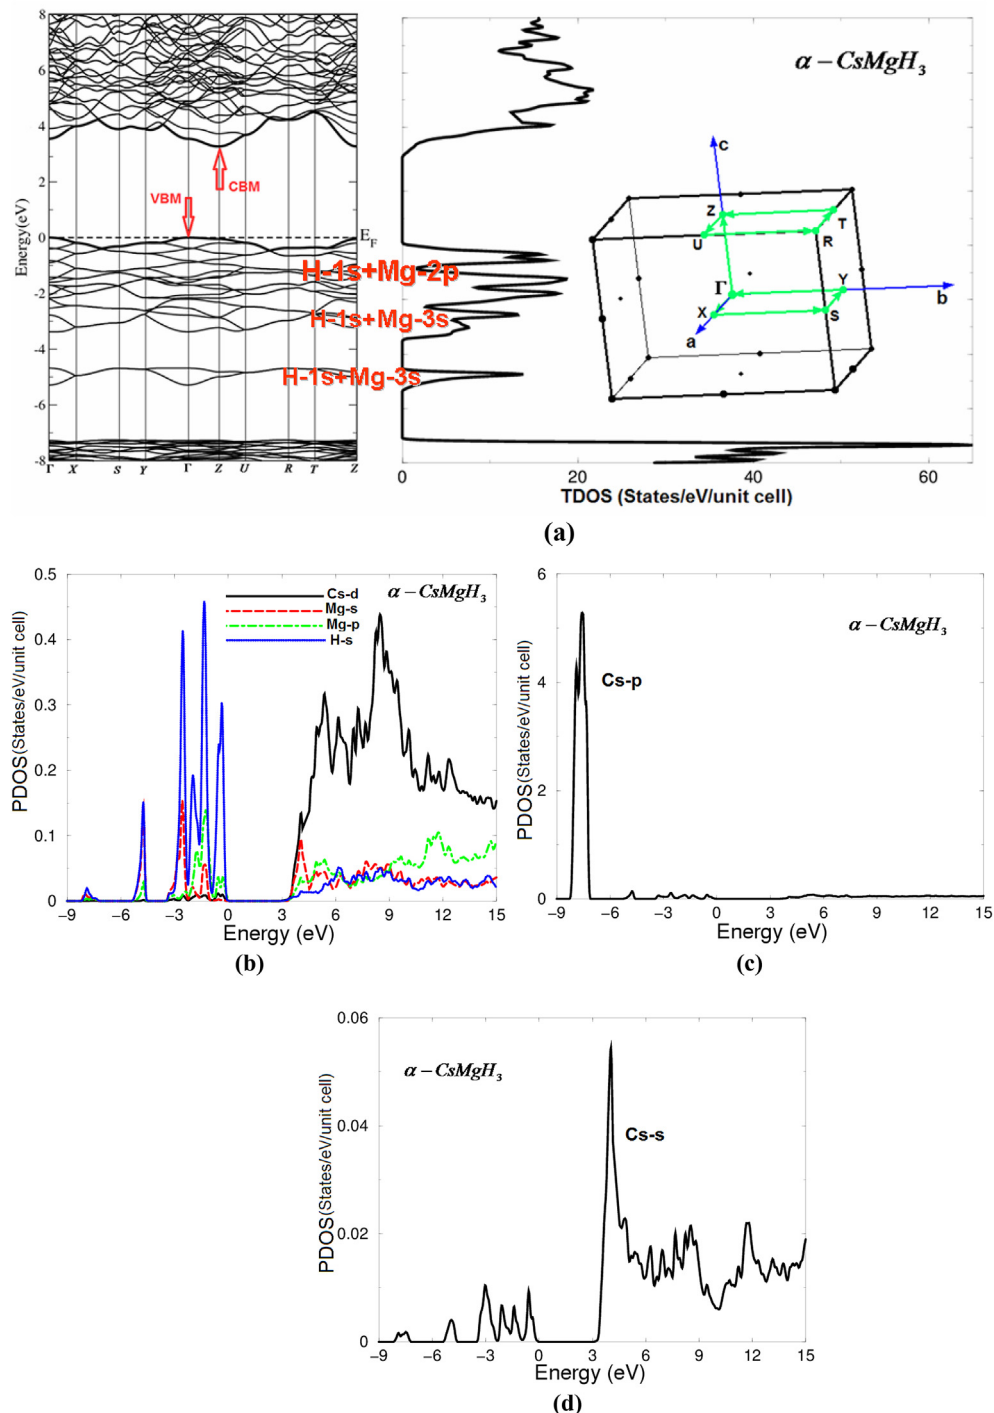 8
6
4
2
0
-2
-4
-6
-8
Energy(eV)
VBM
CBM
E_F
Γ X S Y Γ Z U R T Z
H-1s+Mg-2p
H-1s+Mg-3s
H-1s+Mg-3s
α − CsMgH₃
c
Z
T
U
R
Γ
Y
b
X
S
a
0 20 40 60
TDOS (States/eV/unit cell)
(a)
0.5
0.4
0.3
0.2
0.1
0
PDOS(States/eV/unit cell)
Cs-d
Mg-s
Mg-p
H-s
α − CsMgH₃
−9 −6 −3 0 3 6 9 12 15
Energy (eV)
(b)
6
4
2
0
PDOS(States/eV/unit cell)
α − CsMgH₃
Cs-p
−9 −6 −3 0 3 6 9 12 15
Energy (eV)
(c)
0.06
0.04
0.02
0
PDOS(States/eV/unit cell)
α − CsMgH₃
Cs-s
−9 −6 −3 0 3 6 9 12 15
Energy (eV)
(d)